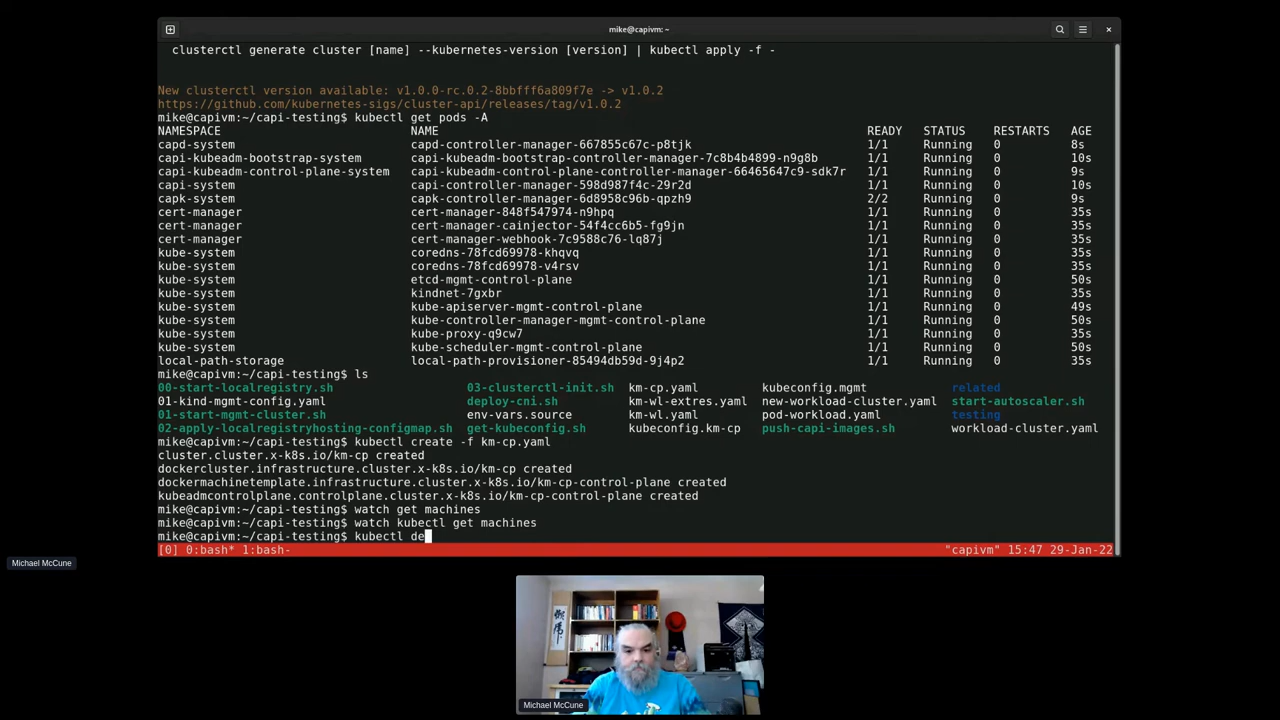 mike@capivm: ~
clusterctl generate cluster [name] --kubernetes-version [version] | kubectl apply -f -
New clusterctl version available: v1.0.0-rc.0.2-8bbfff6a809f7e -> v1.0.2
https://github.com/kubernetes-sigs/cluster-api/releases/tag/v1.0.2
mike@capivm:~/capi-testing$ kubectl get pods -A
NAMESPACE NAME READY STATUS RESTARTS AGE
capd-system capd-controller-manager-667855c67c-p8tjk 1/1 Running 0 8s
capi-kubeadm-bootstrap-system capi-kubeadm-bootstrap-controller-manager-7c8b4b4899-n9g8b 1/1 Running 0 10s
capi-kubeadm-control-plane-system capi-kubeadm-control-plane-controller-manager-66465647c9-sdk7r 1/1 Running 0 9s
capi-system capi-controller-manager-598d987f4c-29r2d 1/1 Running 0 10s
capk-system capk-controller-manager-6d8958c96b-qpzh9 2/2 Running 0 9s
cert-manager cert-manager-848f547974-n9hpq 1/1 Running 0 35s
cert-manager cert-manager-cainjector-54f4cc6b5-fg9jn 1/1 Running 0 35s
cert-manager cert-manager-webhook-7c9588c76-lq87j 1/1 Running 0 35s
kube-system coredns-78fcd69978-khqvq 1/1 Running 0 35s
kube-system coredns-78fcd69978-v4rsv 1/1 Running 0 35s
kube-system etcd-mgmt-control-plane 1/1 Running 0 50s
kube-system kindnet-7gxbr 1/1 Running 0 35s
kube-system kube-apiserver-mgmt-control-plane 1/1 Running 0 49s
kube-system kube-controller-manager-mgmt-control-plane 1/1 Running 0 50s
kube-system kube-proxy-q9cw7 1/1 Running 0 35s
kube-system kube-scheduler-mgmt-control-plane 1/1 Running 0 50s
local-path-storage local-path-provisioner-85494db59d-9j4p2 1/1 Running 0 35s
mike@capivm:~/capi-testing$ ls
00-start-localregistry.sh 03-clusterctl-init.sh km-cp.yaml kubeconfig.mgmt related
01-kind-mgmt-config.yaml deploy-cni.sh km-wl-extres.yaml new-workload-cluster.yaml start-autoscaler.sh
01-start-mgmt-cluster.sh env-vars.source km-wl.yaml pod-workload.yaml testing
02-apply-localregistryhosting-configmap.sh get-kubeconfig.sh kubeconfig.km-cp push-capi-images.sh workload-cluster.yaml
mike@capivm:~/capi-testing$ kubectl create -f km-cp.yaml
cluster.cluster.x-k8s.io/km-cp created
dockercluster.infrastructure.cluster.x-k8s.io/km-cp created
dockermachinetemplate.infrastructure.cluster.x-k8s.io/km-cp-control-plane created
kubeadmcontrolplane.controlplane.cluster.x-k8s.io/km-cp-control-plane created
mike@capivm:~/capi-testing$ watch get machines
mike@capivm:~/capi-testing$ watch kubectl get machines
mike@capivm:~/capi-testing$ kubectl de
[0] 0:bash* 1:bash- "capivm" 15:47 29-Jan-22
Michael McCune
Michael McCune